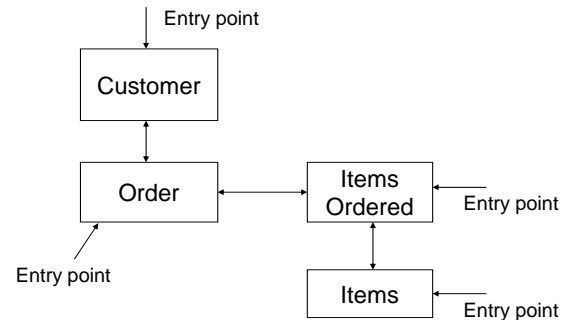 Entry point
Customer
Order
Items
Ordered
Entry point
Entry point
Items
Entry point